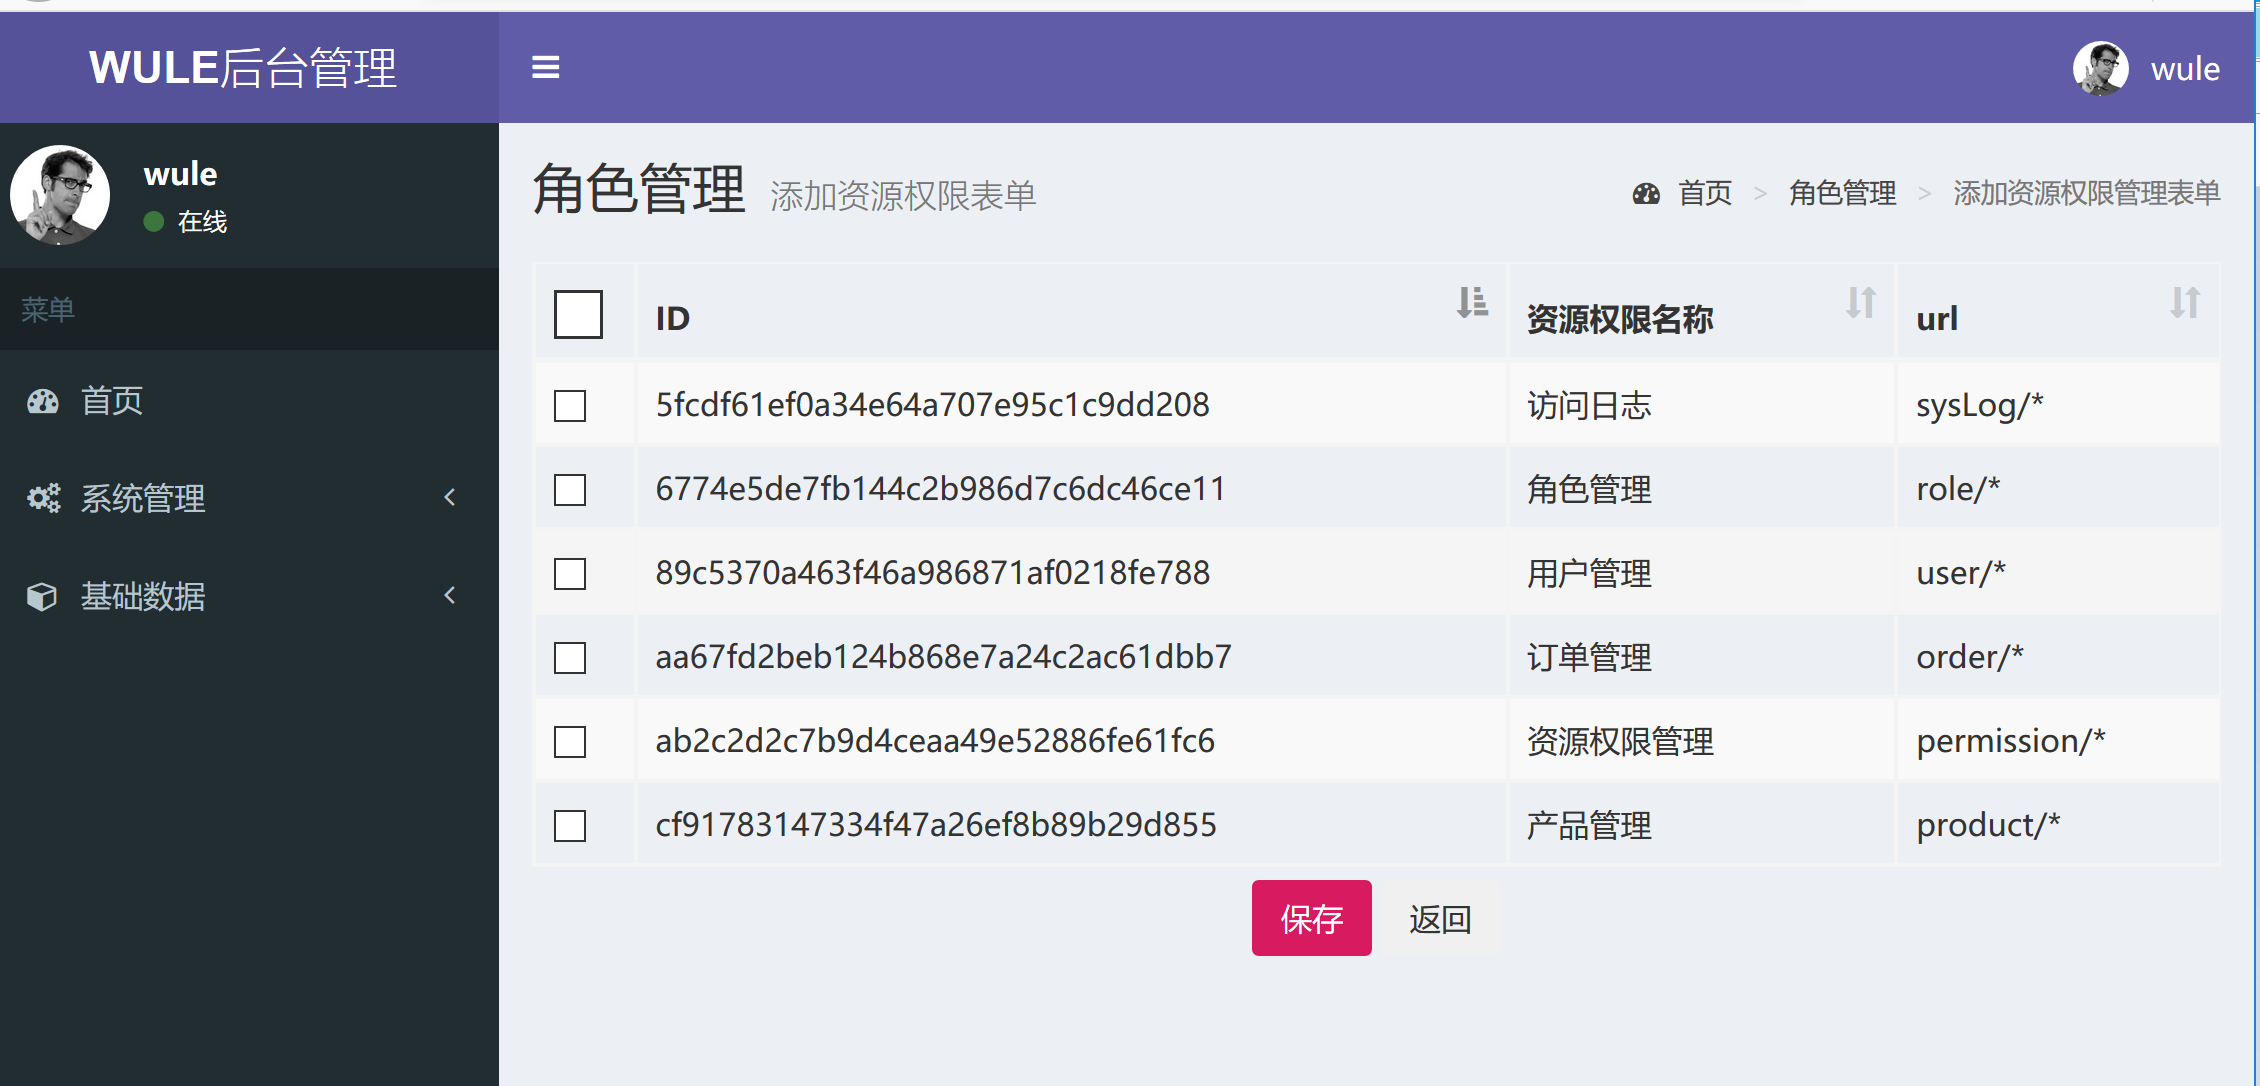 WULE后台管理
wule
wule
在线
菜单
首页
系统管理
基础数据
角色管理 添加资源权限表单
首页 > 角色管理 > 添加资源权限管理表单
ID 资源权限名称 url
5fcdf61ef0a34e64a707e95c1c9dd208 访问日志 sysLog/*
6774e5de7fb144c2b986d7c6dc46ce11 角色管理 role/*
89c5370a463f46a986871af0218fe788 用户管理 user/*
aa67fd2beb124b868e7a24c2ac61dbb7 订单管理 order/*
ab2c2d2c7b9d4ceaa49e52886fe61fc6 资源权限管理 permission/*
cf91783147334f47a26ef8b89b29d855 产品管理 product/*
保存 返回